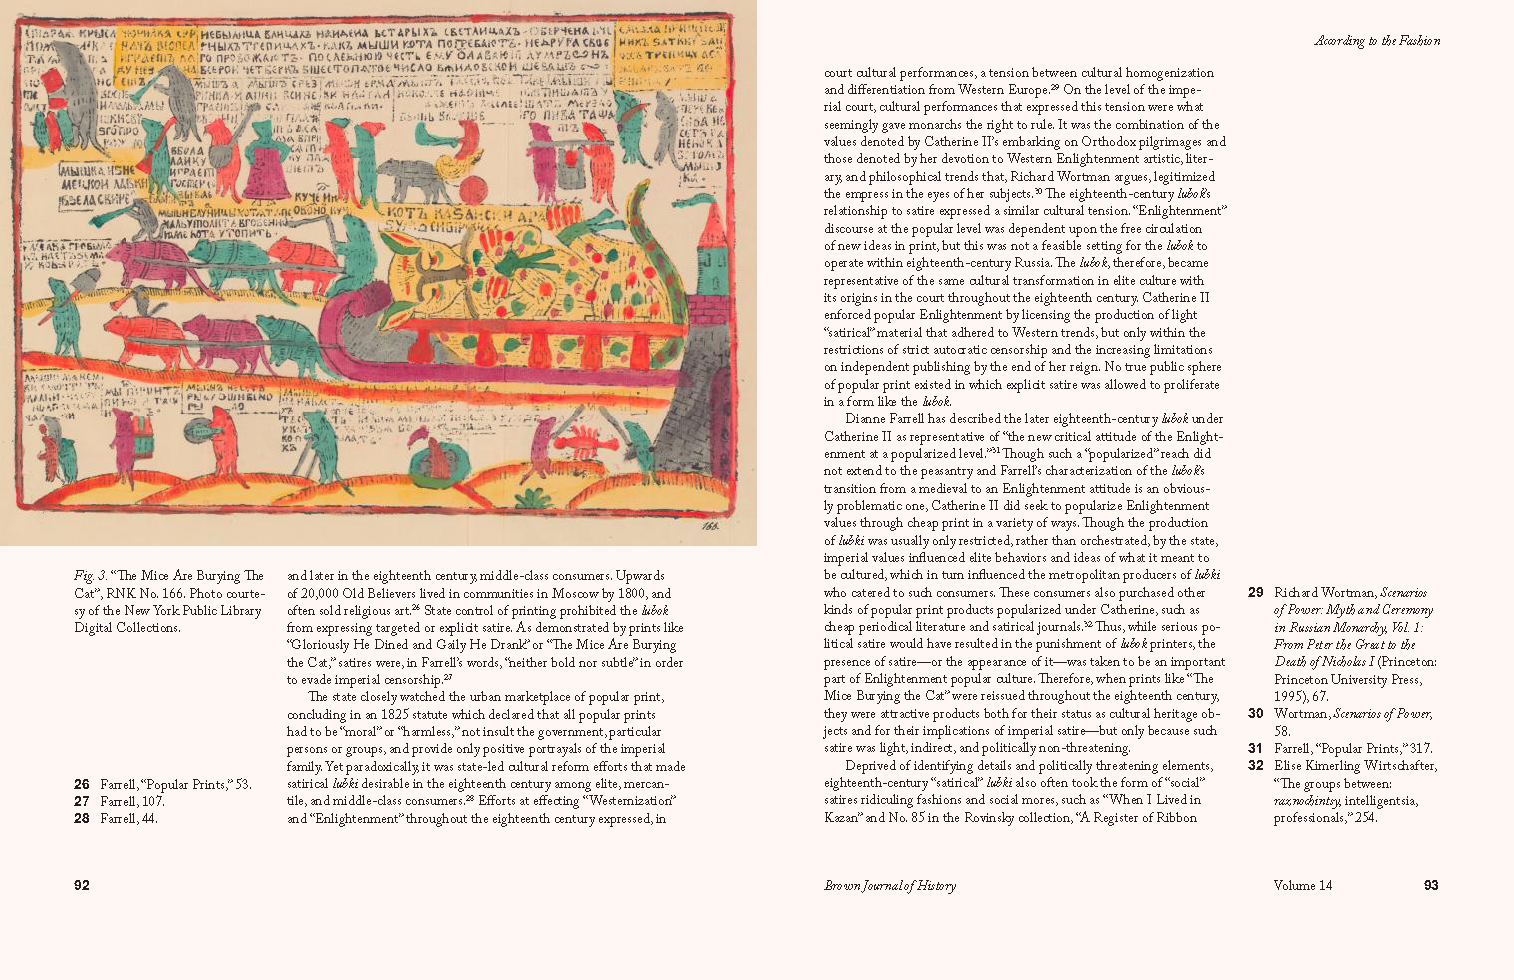 НЕБЫЛИЦА ВЛИЦАХЪ НАИДЕНА ВСТАРЫХЪ СВЕТЛИЦАХЪ
КАКЪ МЫШИ КОТА ПОГРЕБАЮТЪ
КОТЪ КАЗАНСКИ
166.
Fig. 3. “The Mice Are Burying The
Cat”, RNK No. 166. Photo courte-
sy of the New York Public Library
Digital Collections.
and later in the eighteenth century, middle-class consumers. Upwards
of 20,000 Old Believers lived in communities in Moscow by 1800, and
often sold religious art.²⁶ State control of printing prohibited the lubok
from expressing targeted or explicit satire. As demonstrated by prints like
“Gloriously He Dined and Gaily He Drank” or “The Mice Are Burying
the Cat,” satires were, in Farrell’s words, “neither bold nor subtle” in order
to evade imperial censorship.²⁷
The state closely watched the urban marketplace of popular print,
concluding in an 1825 statute which declared that all popular prints
had to be “moral” or “harmless,” not insult the government, particular
persons or groups, and provide only positive portrayals of the imperial
family. Yet paradoxically, it was state-led cultural reform efforts that made
satirical lubki desirable in the eighteenth century among elite, mercan-
tile, and middle-class consumers.²⁸ Efforts at effecting “Westernization”
and “Enlightenment” throughout the eighteenth century expressed, in
26 Farrell, “Popular Prints,” 53.
27 Farrell, 107.
28 Farrell, 44.
92
According to the Fashion
court cultural performances, a tension between cultural homogenization
and differentiation from Western Europe.²⁹ On the level of the impe-
rial court, cultural performances that expressed this tension were what
seemingly gave monarchs the right to rule. It was the combination of the
values denoted by Catherine II’s embarking on Orthodox pilgrimages and
those denoted by her devotion to Western Enlightenment artistic, liter-
ary, and philosophical trends that, Richard Wortman argues, legitimized
the empress in the eyes of her subjects.³⁰ The eighteenth-century lubok’s
relationship to satire expressed a similar cultural tension. “Enlightenment”
discourse at the popular level was dependent upon the free circulation
of new ideas in print, but this was not a feasible setting for the lubok to
operate within eighteenth-century Russia. The lubok, therefore, became
representative of the same cultural transformation in elite culture with
its origins in the court throughout the eighteenth century. Catherine II
enforced popular Enlightenment by licensing the production of light
“satirical” material that adhered to Western trends, but only within the
restrictions of strict autocratic censorship and the increasing limitations
on independent publishing by the end of her reign. No true public sphere
of popular print existed in which explicit satire was allowed to proliferate
in a form like the lubok.
Dianne Farrell has described the later eighteenth-century lubok under
Catherine II as representative of “the new critical attitude of the Enlight-
enment at a popularized level.”³¹ Though such a “popularized” reach did
not extend to the peasantry and Farrell’s characterization of the lubok’s
transition from a medieval to an Enlightenment attitude is an obvious-
ly problematic one, Catherine II did seek to popularize Enlightenment
values through cheap print in a variety of ways. Though the production
of lubki was usually only restricted, rather than orchestrated, by the state,
imperial values influenced elite behaviors and ideas of what it meant to
be cultured, which in turn influenced the metropolitan producers of lubki
who catered to such consumers. These consumers also purchased other
kinds of popular print products popularized under Catherine, such as
cheap periodical literature and satirical journals.³² Thus, while serious po-
litical satire would have resulted in the punishment of lubok printers, the
presence of satire—or the appearance of it—was taken to be an important
part of Enlightenment popular culture. Therefore, when prints like “The
Mice Burying the Cat” were reissued throughout the eighteenth century,
they were attractive products both for their status as cultural heritage ob-
jects and for their implications of imperial satire—but only because such
satire was light, indirect, and politically non-threatening.
Deprived of identifying details and politically threatening elements,
eighteenth-century “satirical” lubki also often took the form of “social”
satires ridiculing fashions and social mores, such as “When I Lived in
Kazan” and No. 85 in the Rovinsky collection, “A Register of Ribbon
29 Richard Wortman, Scenarios
of Power: Myth and Ceremony
in Russian Monarchy, Vol. 1:
From Peter the Great to the
Death of Nicholas I (Princeton:
Princeton University Press,
1995), 67.
30 Wortman, Scenarios of Power,
58.
31 Farrell, “Popular Prints,” 317.
32 Elise Kimerling Wirtschafter,
“The groups between:
raznochintsy, intelligentsia,
professionals,” 254.
Brown Journal of History
Volume 14
93